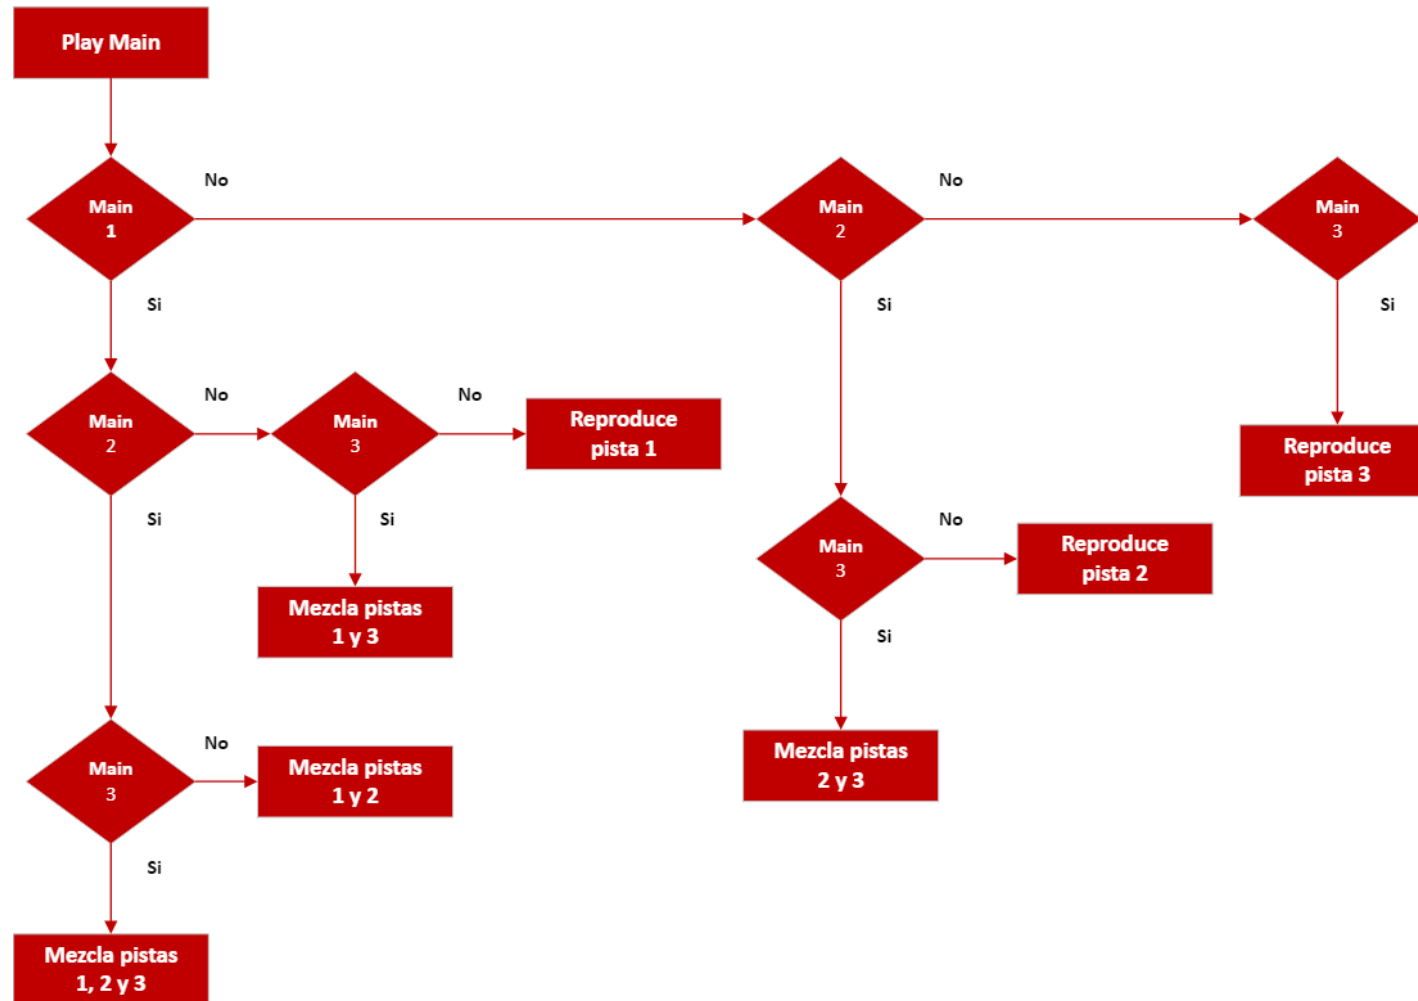 Play Main
No
No
Main
1
Main
2
Main
3
Si
Si
Si
No
No
Main
2
Main
3
Reproduce
pista 1
Reproduce
pista 3
Si
Si
No
Main
3
Reproduce
pista 2
Mezcla pistas
1 y 3
Si
No
Main
3
Mezcla pistas
1 y 2
Mezcla pistas
2 y 3
Si
Mezcla pistas
1, 2 y 3